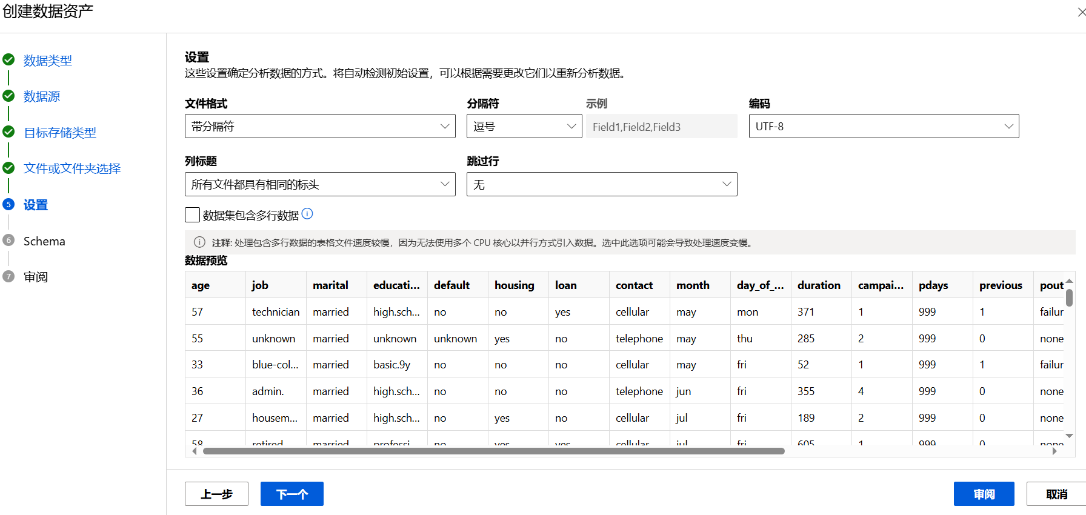 创建数据资产
数据类型
数据源
目标存储类型
文件或文件夹选择
5 设置
6 Schema
7 审阅
设置
这些设置确定分析数据的方式。将自动检测初始设置，可以根据需要更改它们以重新分析数据。
文件格式 分隔符 示例 编码
带分隔符 逗号 Field1,Field2,Field3 UTF-8
列标题 跳过行
所有文件都具有相同的标头 无
数据集包含多行数据
注释: 处理包含多行数据的表格文件速度较慢，因为无法使用多个 CPU 核心以并行方式引入数据。选中此选项可能会导致处理速度变慢。
数据预览
age job marital educati... default housing loan contact month day_of_... duration campai... pdays previous pout
57 technician married high.sch... no no yes cellular may mon 371 1 999 1 failur
55 unknown married unknown unknown yes no telephone may thu 285 2 999 0 none
33 blue-col... married basic.9y no no no cellular may fri 52 1 999 1 failur
36 admin. married high.sch... no no no telephone jun fri 355 4 999 0 none
27 housem... married high.sch... no yes no cellular jul fri 189 2 999 0 none
58 retired married professi... no yes yes cellular jul fri 605 1 999 0 none
上一步 下一个 审阅 取消